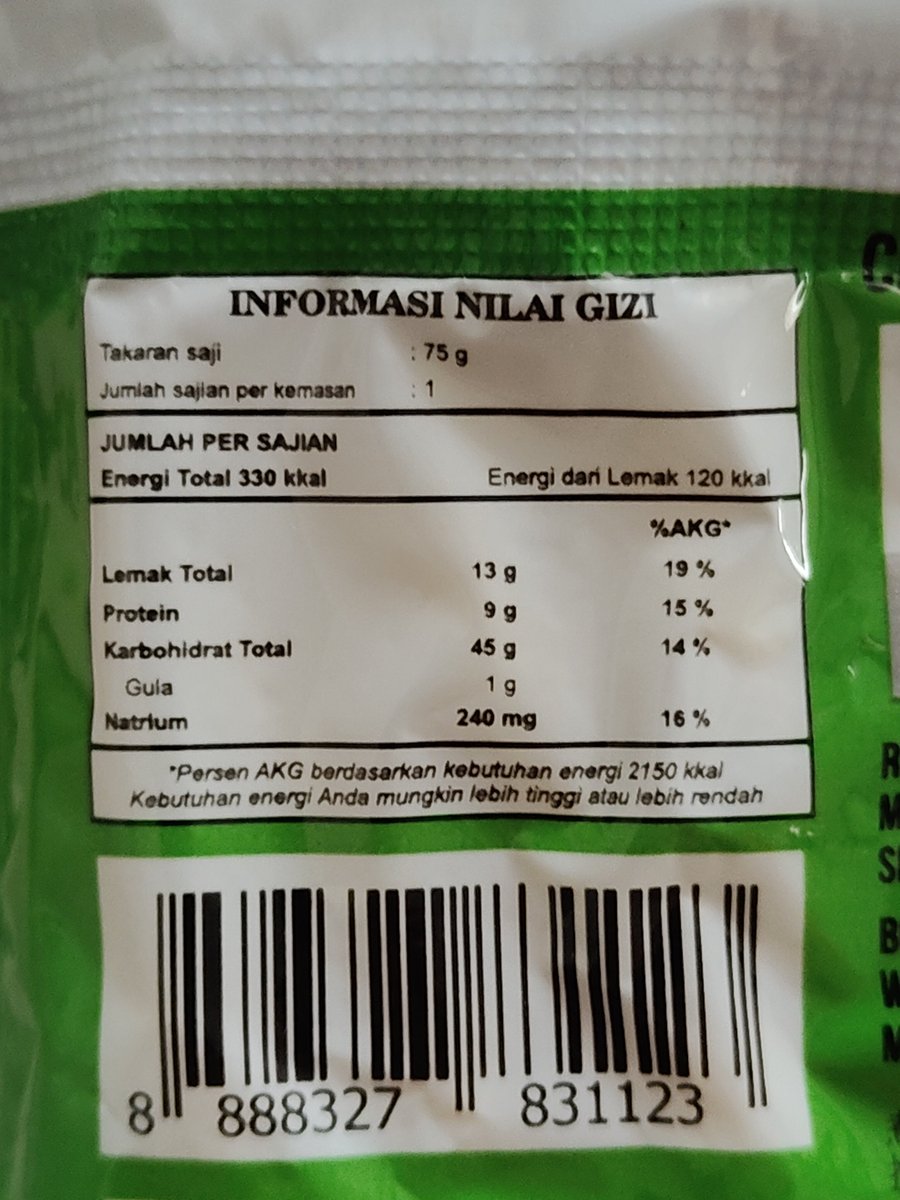 INFORMASI NILAI GIZI
Takaran saji : 75 g
Jumlah sajian per kemasan : 1
JUMLAH PER SAJIAN
Energi Total 330 kkal Energi dari Lemak 120 kkal
%AKG*
Lemak Total 13 g 19 %
Protein 9 g 15 %
Karbohidrat Total 45 g 14 %
Gula 1 g
Natrium 240 mg 16 %
*Persen AKG berdasarkan kebutuhan energi 2150 kkal
Kebutuhan energi Anda mungkin lebih tinggi atau lebih rendah
8 888327 831123